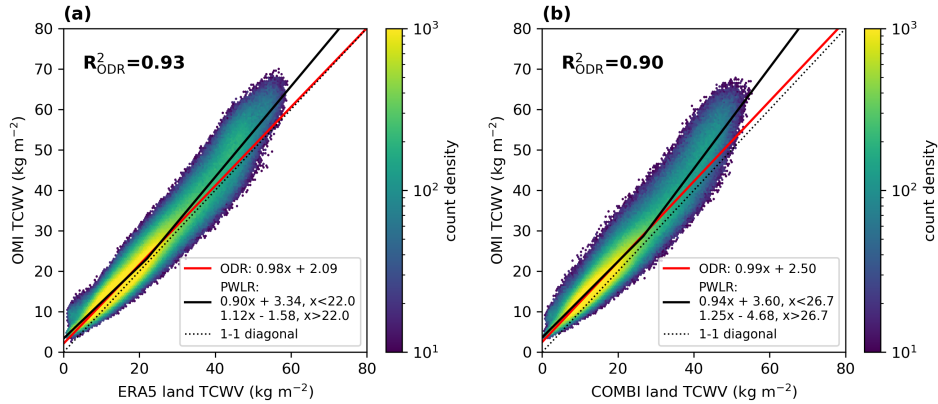 (a)
R²ODR=0.93
80
70
60
50
40
30
20
10
0
OMI TCWV (kg m⁻²)
0 20 40 60 80
ERA5 land TCWV (kg m⁻²)
ODR: 0.98x + 2.09
PWLR:
0.90x + 3.34, x<22.0
1.12x - 1.58, x>22.0
1-1 diagonal
10³
10²
10¹
count density
(b)
R²ODR=0.90
80
70
60
50
40
30
20
10
0
OMI TCWV (kg m⁻²)
0 20 40 60 80
COMBI land TCWV (kg m⁻²)
ODR: 0.99x + 2.50
PWLR:
0.94x + 3.60, x<26.7
1.25x - 4.68, x>26.7
1-1 diagonal
10³
10²
10¹
count density